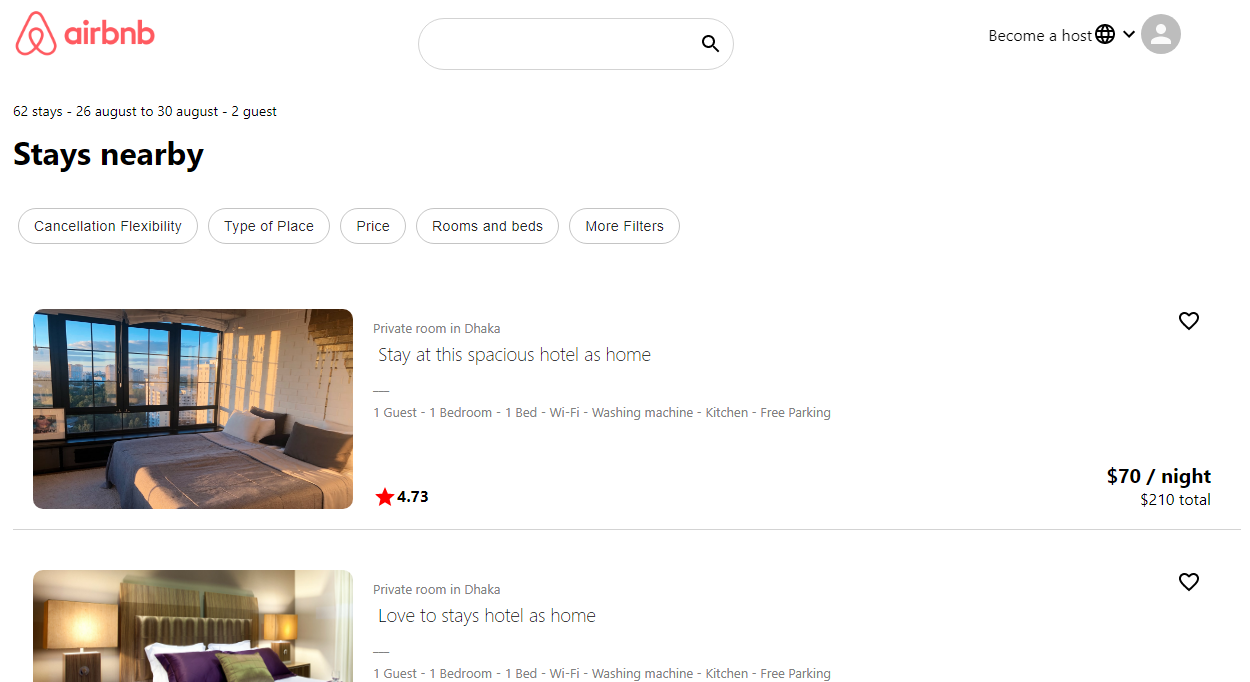 airbnb
Become a host
62 stays - 26 august to 30 august - 2 guest
Stays nearby
Cancellation Flexibility
Type of Place
Price
Rooms and beds
More Filters
Private room in Dhaka
Stay at this spacious hotel as home
1 Guest - 1 Bedroom - 1 Bed - Wi-Fi - Washing machine - Kitchen - Free Parking
4.73
$70 / night
$210 total
Private room in Dhaka
Love to stays hotel as home
1 Guest - 1 Bedroom - 1 Bed - Wi-Fi - Washing machine - Kitchen - Free Parking